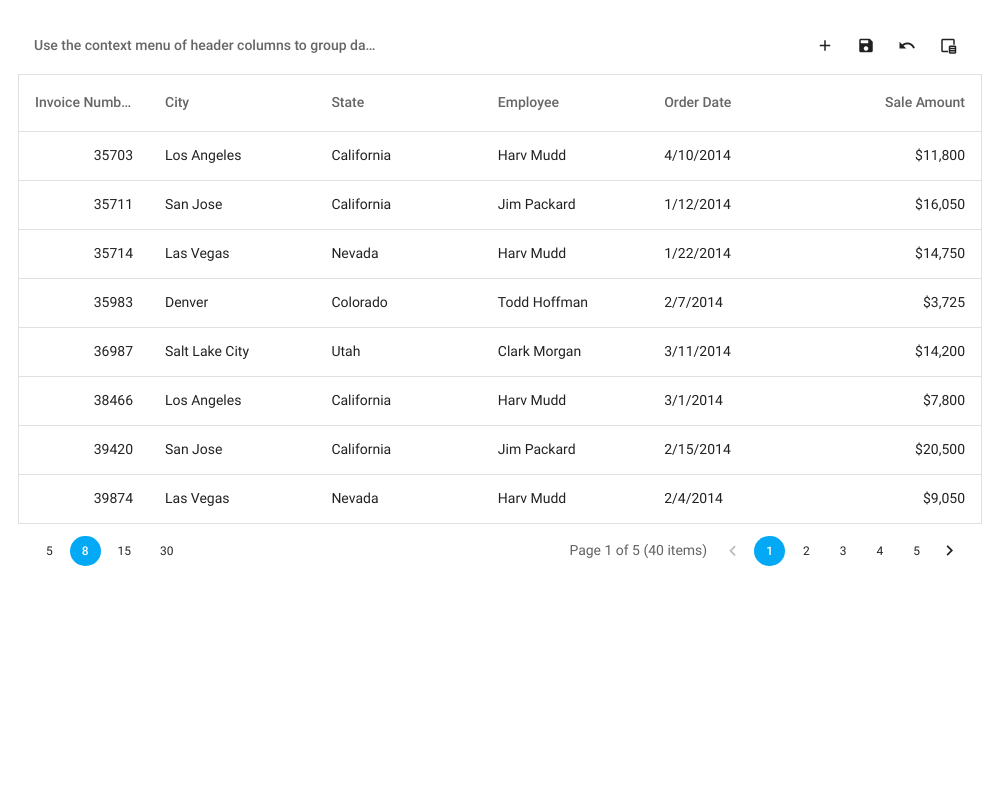 Use the context menu of header columns to group da...
Invoice Numb... City State Employee Order Date Sale Amount
35703 Los Angeles California Harv Mudd 4/10/2014 $11,800
35711 San Jose California Jim Packard 1/12/2014 $16,050
35714 Las Vegas Nevada Harv Mudd 1/22/2014 $14,750
35983 Denver Colorado Todd Hoffman 2/7/2014 $3,725
36987 Salt Lake City Utah Clark Morgan 3/11/2014 $14,200
38466 Los Angeles California Harv Mudd 3/1/2014 $7,800
39420 San Jose California Jim Packard 2/15/2014 $20,500
39874 Las Vegas Nevada Harv Mudd 2/4/2014 $9,050
5 8 15 30 Page 1 of 5 (40 items) 1 2 3 4 5